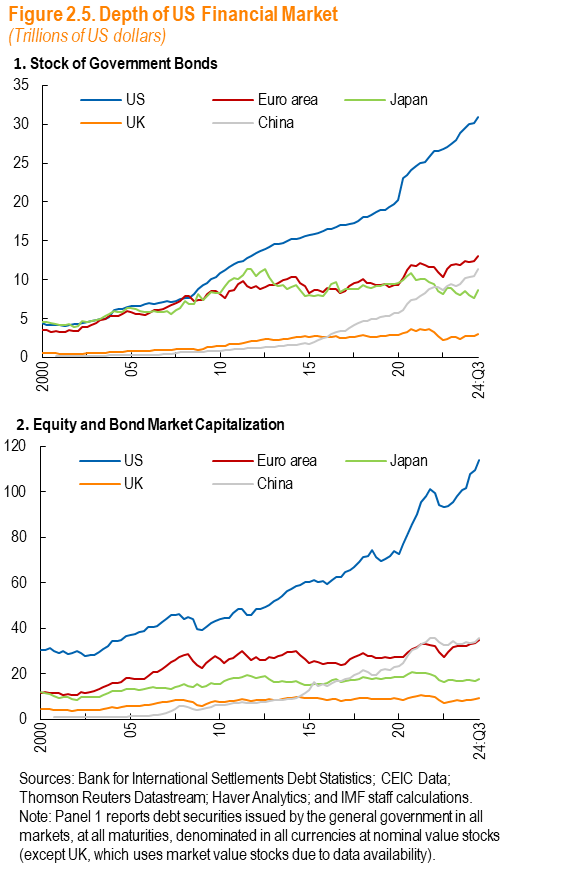 Figure 2.5. Depth of US Financial Market
(Trillions of US dollars)
1. Stock of Government Bonds
35
US Euro area Japan
UK China
30
25
20
15
10
5
0
2000 05 10 15 20 24:Q3
2. Equity and Bond Market Capitalization
120
US Euro area Japan
UK China
100
80
60
40
20
0
2000 05 10 15 20 24:Q3
Sources: Bank for International Settlements Debt Statistics; CEIC Data;
Thomson Reuters Datastream; Haver Analytics; and IMF staff calculations.
Note: Panel 1 reports debt securities issued by the general government in all
markets, at all maturities, denominated in all currencies at nominal value stocks
(except UK, which uses market value stocks due to data availability).